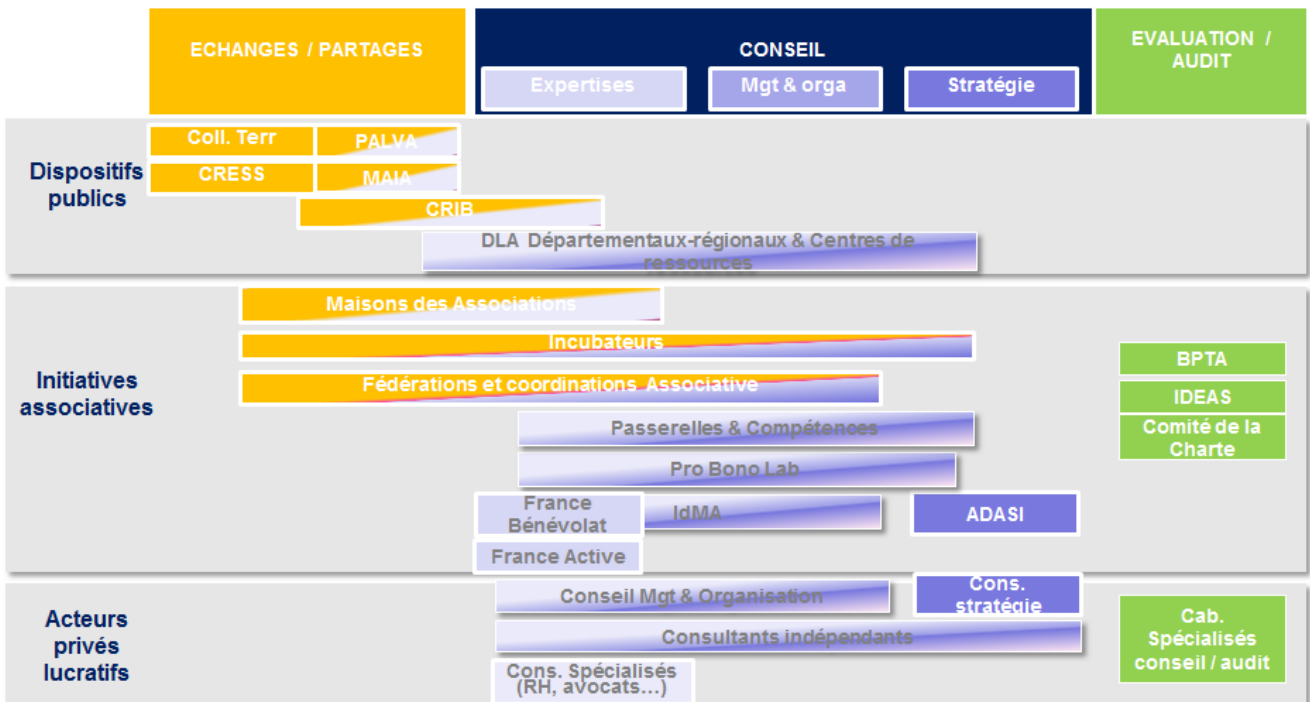 ECHANGES / PARTAGES
CONSEIL
EVALUATION /
AUDIT
Expertises
Mgt & orga
Stratégie
Dispositifs
publics
Coll. Terr
PALVA
CRESS
MAIA
CRIB
DLA Départementaux-régionaux & Centres de
ressources
Initiatives
associatives
Maisons des Associations
Incubateurs
Fédérations et coordinations Associative
Passerelles & Compétences
Pro Bono Lab
France
Bénévolat
IdMA
ADASI
France Active
BPTA
IDEAS
Comité de la
Charte
Acteurs
privés
lucratifs
Conseil Mgt & Organisation
Cons.
stratégie
Consultants indépendants
Cons. Spécialisés
(RH, avocats...)
Cab.
Spécialisés
conseil / audit